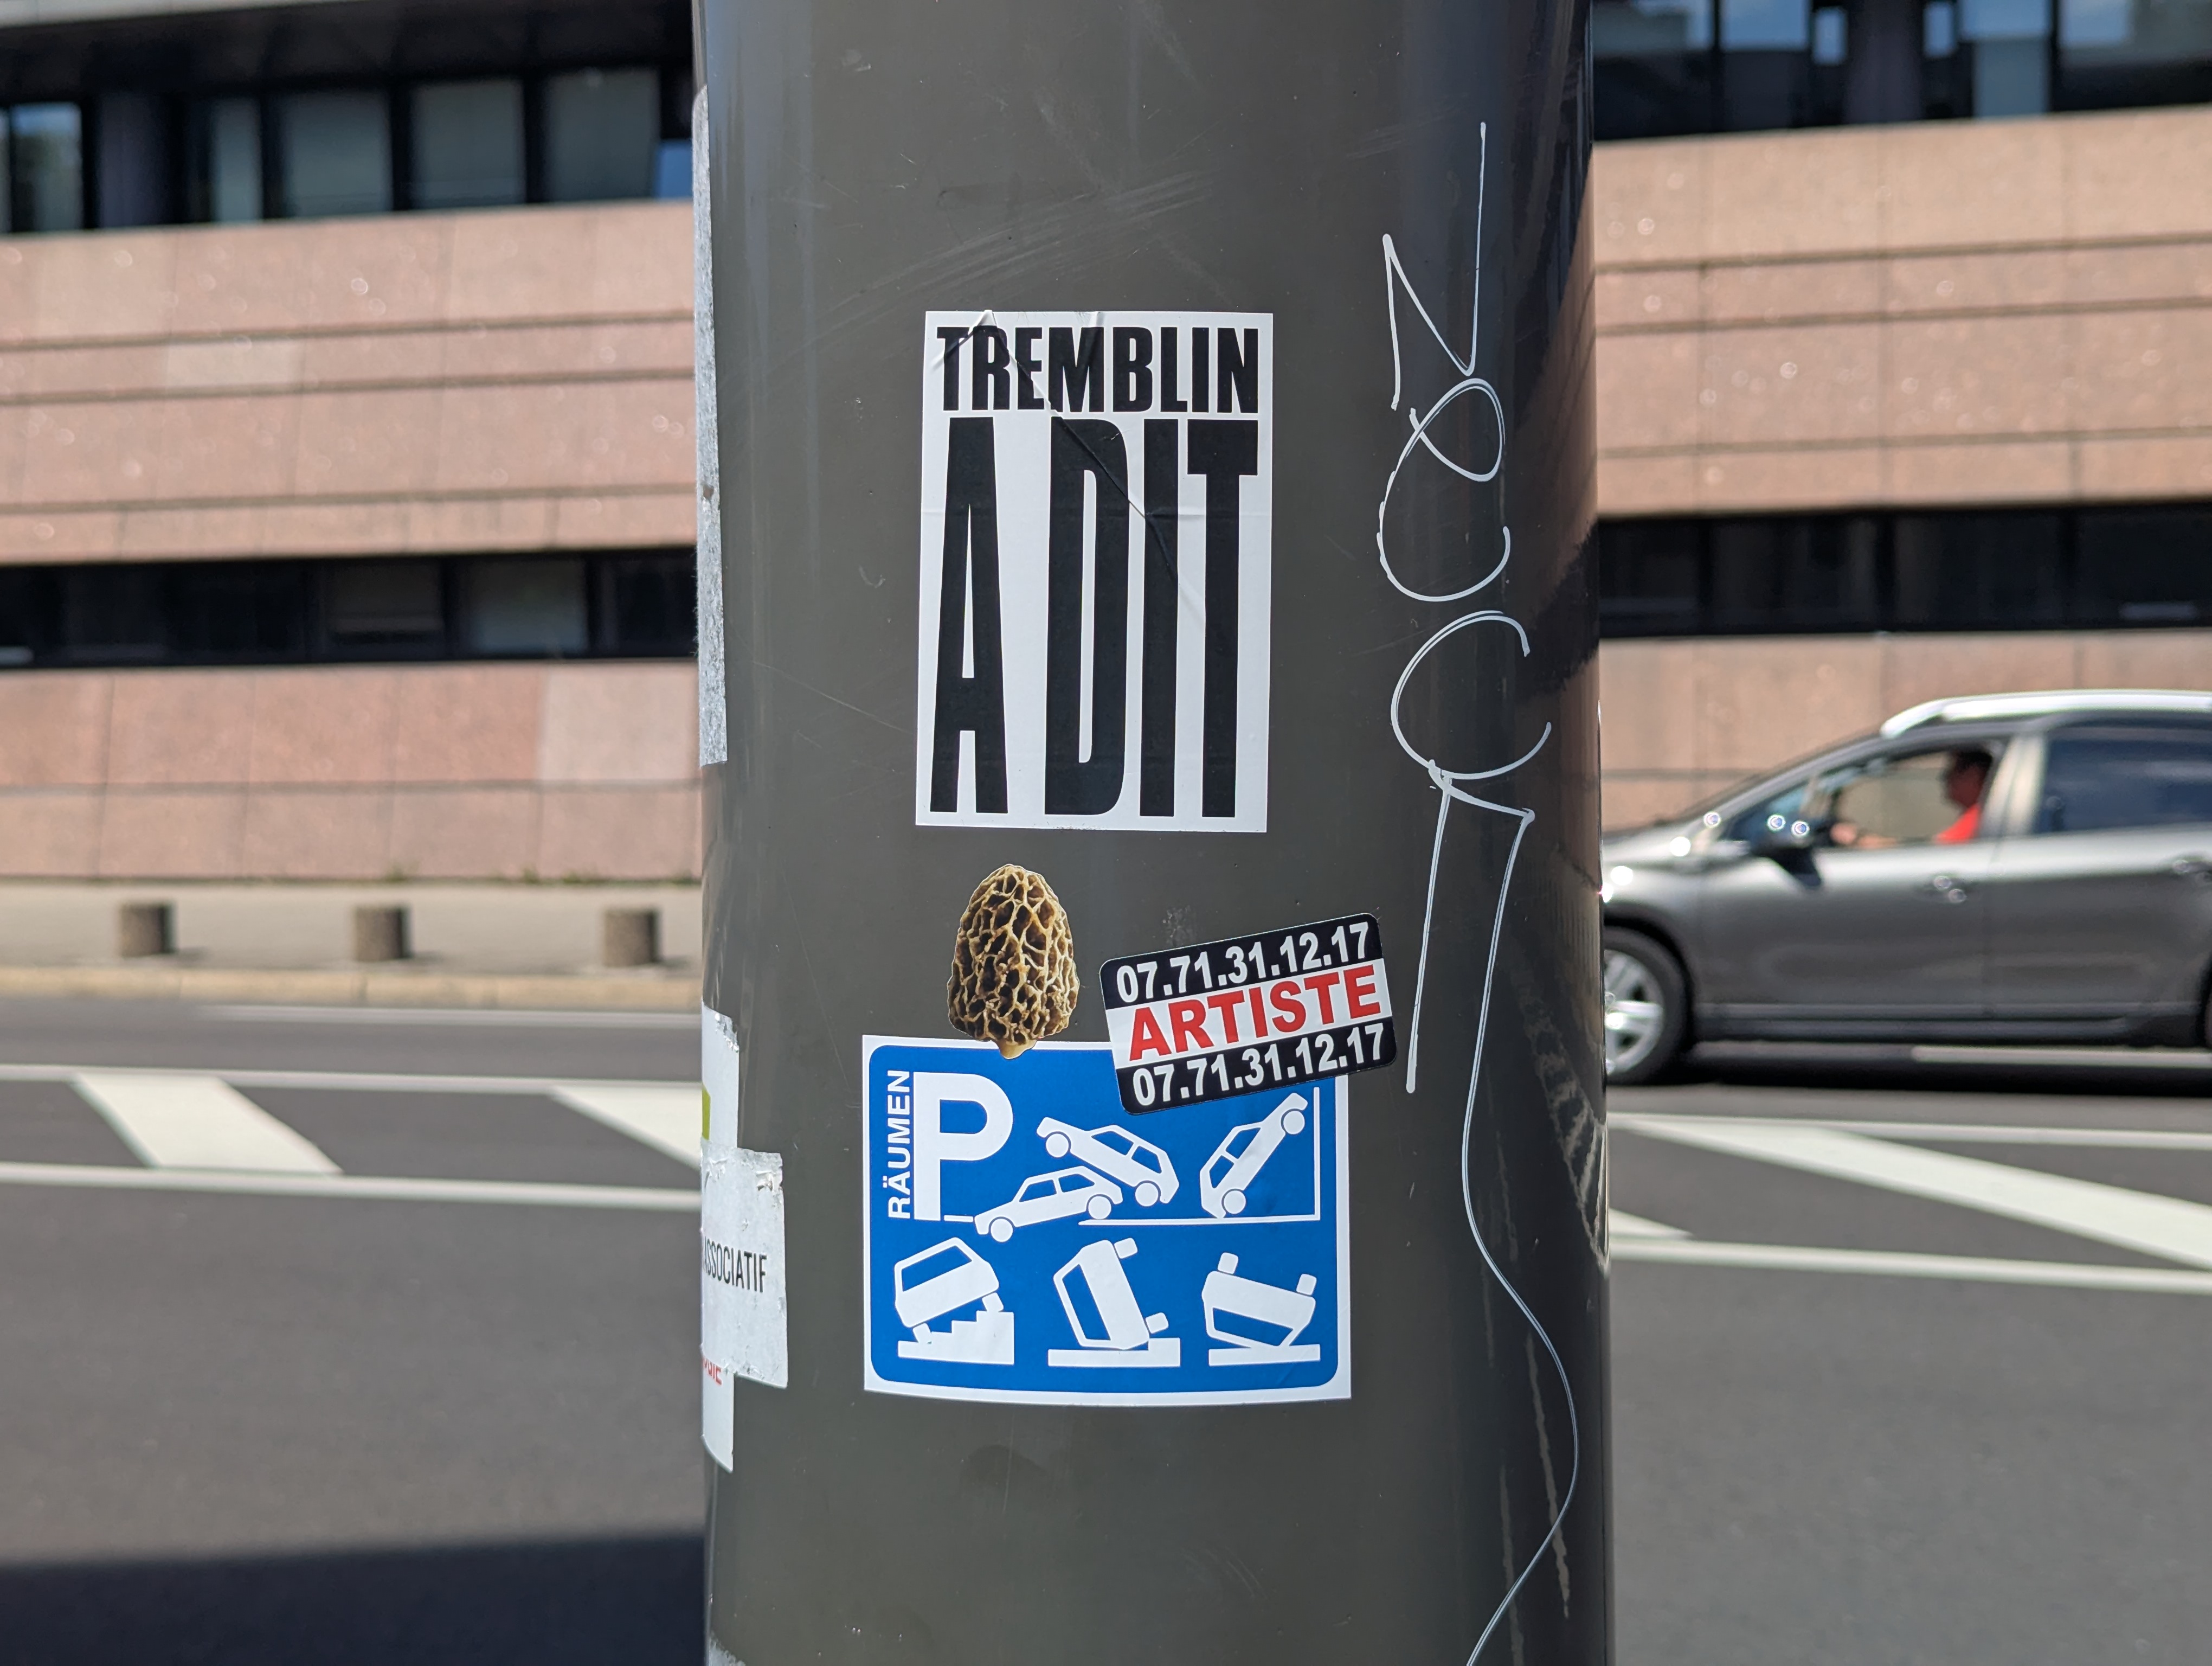 TREMBLIN
A DIT
07.71.31.12.17
ARTISTE
07.71.31.12.17
RÄUMEN
P
ASSOCIATIF